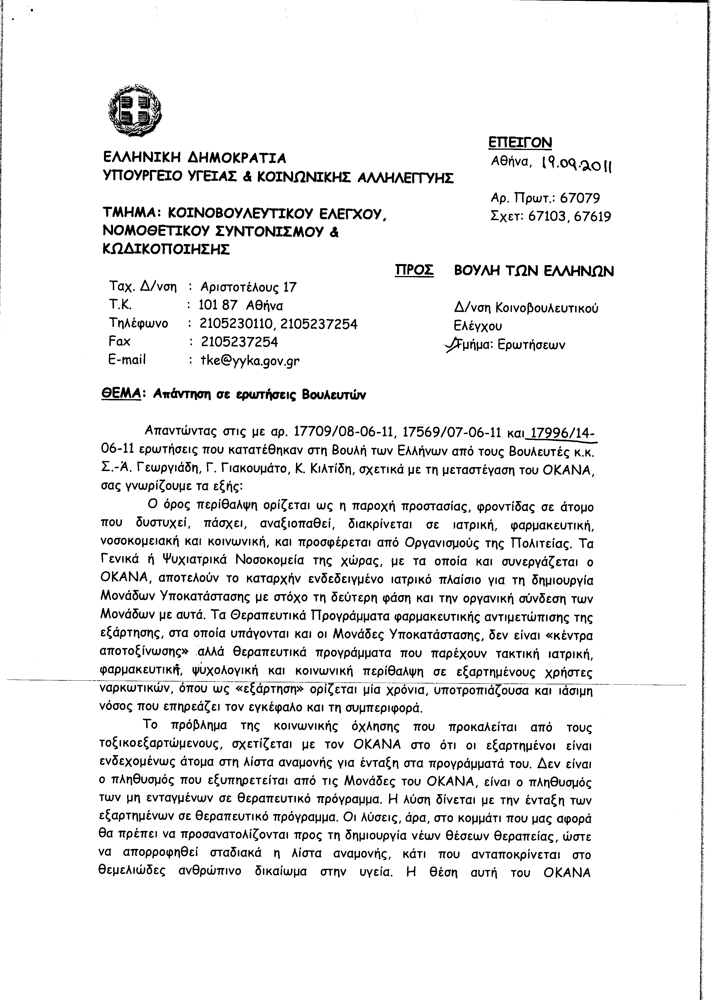 ΕΠΕΙΓΟΝ
ΕΛΛΗΝΙΚΗ ΔΗΜΟΚΡΑΤΙΑ
Αθήνα, 19.09.2011
ΥΠΟΥΡΓΕΙΟ ΥΓΕΙΑΣ & ΚΟΙΝΩΝΙΚΗΣ ΑΛΛΗΛΕΓΓΥΗΣ
Αρ. Πρωτ.: 67079
ΤΜΗΜΑ: ΚΟΙΝΟΒΟΥΛΕΥΤΙΚΟΥ ΕΛΕΓΧΟΥ,
Σχετ: 67103, 67619
ΝΟΜΟΘΕΤΙΚΟΥ ΣΥΝΤΟΝΙΣΜΟΥ &
ΚΩΔΙΚΟΠΟΙΗΣΗΣ
ΠΡΟΣ ΒΟΥΛΗ ΤΩΝ ΕΛΛΗΝΩΝ
Ταχ. Δ/νση : Αριστοτέλους 17
Τ.Κ. : 101 87 Αθήνα
Δ/νση Κοινοβουλευτικού
Τηλέφωνο : 2105230110, 2105237254
Ελέγχου
Fax : 2105237254
Τμήμα: Ερωτήσεων
E-mail : tke@yyka.gov.gr
ΘΕΜΑ: Απάντηση σε ερωτήσεις Βουλευτών
Απαντώντας στις με αρ. 17709/08-06-11, 17569/07-06-11 και 17996/14-
06-11 ερωτήσεις που κατατέθηκαν στη Βουλή των Ελλήνων από τους Βουλευτές κ.κ.
Σ.-Ά. Γεωργιάδη, Γ. Γιακουμάτο, Κ. Κιλτίδη, σχετικά με τη μεταστέγαση του ΟΚΑΝΑ,
σας γνωρίζουμε τα εξής:
Ο όρος περίθαλψη ορίζεται ως η παροχή προστασίας, φροντίδας σε άτομο
που δυστυχεί, πάσχει, αναξιοπαθεί, διακρίνεται σε ιατρική, φαρμακευτική,
νοσοκομειακή και κοινωνική, και προσφέρεται από Οργανισμούς της Πολιτείας. Τα
Γενικά ή Ψυχιατρικά Νοσοκομεία της χώρας, με τα οποία και συνεργάζεται ο
ΟΚΑΝΑ, αποτελούν το καταρχήν ενδεδειγμένο ιατρικό πλαίσιο για τη δημιουργία
Μονάδων Υποκατάστασης με στόχο τη δεύτερη φάση και την οργανική σύνδεση των
Μονάδων με αυτά. Τα Θεραπευτικά Προγράμματα φαρμακευτικής αντιμετώπισης της
εξάρτησης, στα οποία υπάγονται και οι Μονάδες Υποκατάστασης, δεν είναι «κέντρα
αποτοξίνωσης» αλλά θεραπευτικά προγράμματα που παρέχουν τακτική ιατρική,
φαρμακευτική, ψυχολογική και κοινωνική περίθαλψη σε εξαρτημένους χρήστες
ναρκωτικών, όπου ως «εξάρτηση» ορίζεται μία χρόνια, υποτροπιάζουσα και ιάσιμη
νόσος που επηρεάζει τον εγκέφαλο και τη συμπεριφορά.
Το πρόβλημα της κοινωνικής όχλησης που προκαλείται από τους
τοξικοεξαρτώμενους, σχετίζεται με τον ΟΚΑΝΑ στο ότι οι εξαρτημένοι είναι
ενδεχομένως άτομα στη λίστα αναμονής για ένταξη στα προγράμματά του. Δεν είναι
ο πληθυσμός που εξυπηρετείται από τις Μονάδες του ΟΚΑΝΑ, είναι ο πληθυσμός
των μη ενταγμένων σε θεραπευτικό πρόγραμμα. Η λύση δίνεται με την ένταξη των
εξαρτημένων σε θεραπευτικό πρόγραμμα. Οι λύσεις, άρα, στο κομμάτι που μας αφορά
θα πρέπει να προσανατολίζονται προς τη δημιουργία νέων θέσεων θεραπείας, ώστε
να απορροφηθεί σταδιακά η λίστα αναμονής, κάτι που ανταποκρίνεται στο
θεμελιώδες ανθρώπινο δικαίωμα στην υγεία. Η θέση αυτή του ΟΚΑΝΑ